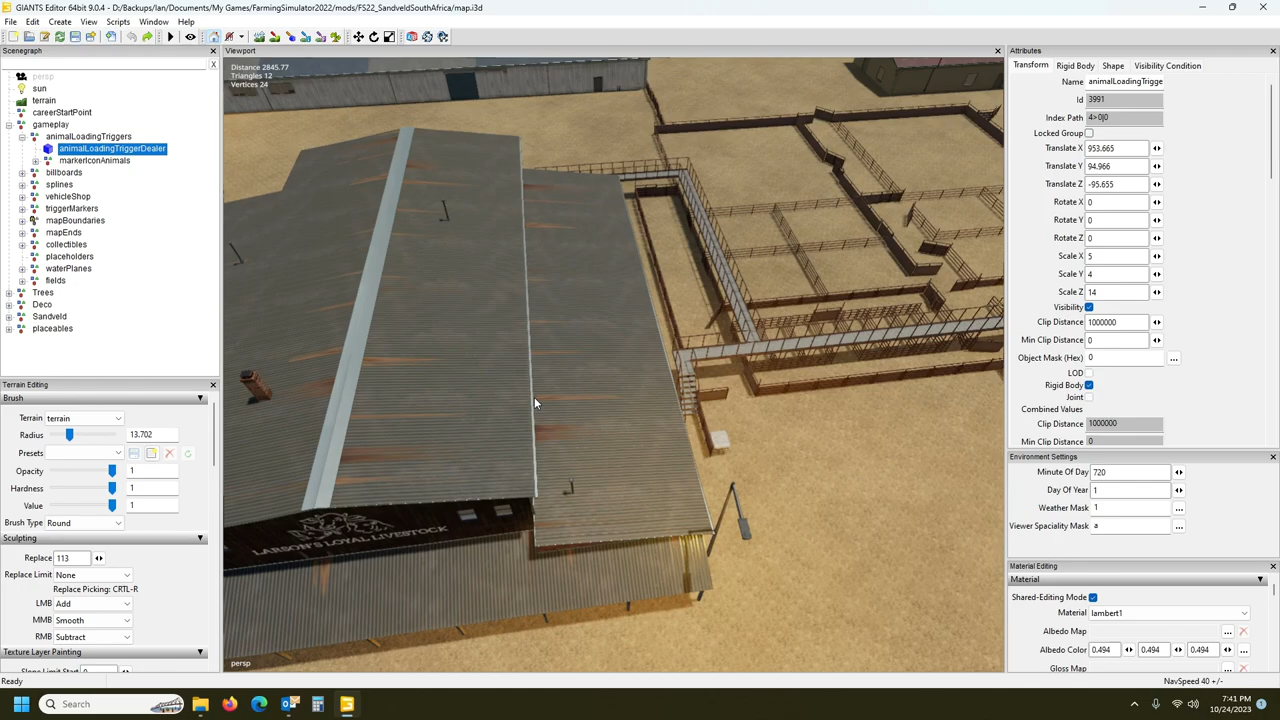 GIANTS Editor 64bit 9.0.4 - D:/Backups/Ian/Documents/My Games/FarmingSimulator2022/mods/FS22_SandveldSouthAfrica/map.i3d
File Edit Create View Scripts Window Help
Scenegraph
X
persp
sun
terrain
careerStartPoint
gameplay
animalLoadingTriggers
animalLoadingTriggerDealer
markerIconAnimals
billboards
splines
vehicleShop
triggerMarkers
mapBoundaries
mapEnds
collectibles
placeholders
waterPlanes
fields
Trees
Deco
Sandveld
placeables
Terrain Editing
Brush
Terrain terrain
Radius 13.702
Presets
Opacity 1
Hardness 1
Value 1
Brush Type Round
Sculpting
Replace 113
Replace Limit None
Replace Picking: CRTL-R
LMB Add
MMB Smooth
RMB Subtract
Texture Layer Painting
Slope Limit Start
Ready
Viewport
Distance 2845.77
Triangles 12
Vertices 24
LARSON'S LOYAL LIVESTOCK
persp
Attributes
Transform Rigid Body Shape Visibility Condition
Name animalLoadingTrigge
Id 3991
Index Path 4>0|0
Locked Group
Translate X 953.665
Translate Y 94.966
Translate Z -95.655
Rotate X 0
Rotate Y 0
Rotate Z 0
Scale X 5
Scale Y 4
Scale Z 14
Visibility
Clip Distance 1000000
Min Clip Distance 0
Object Mask (Hex) 0 ...
LOD
Rigid Body
Joint
Combined Values
Clip Distance 1000000
Min Clip Distance 0
Environment Settings
Minute Of Day 720
Day Of Year 1
Weather Mask 1 ...
Viewer Spaciality Mask a ...
Material Editing
Material
Shared-Editing Mode
Material lambert1
Albedo Map ...
Albedo Color 0.494 0.494 0.494 ...
Gloss Map
NavSpeed 40 +/-
Search
7:41 PM
10/24/2023